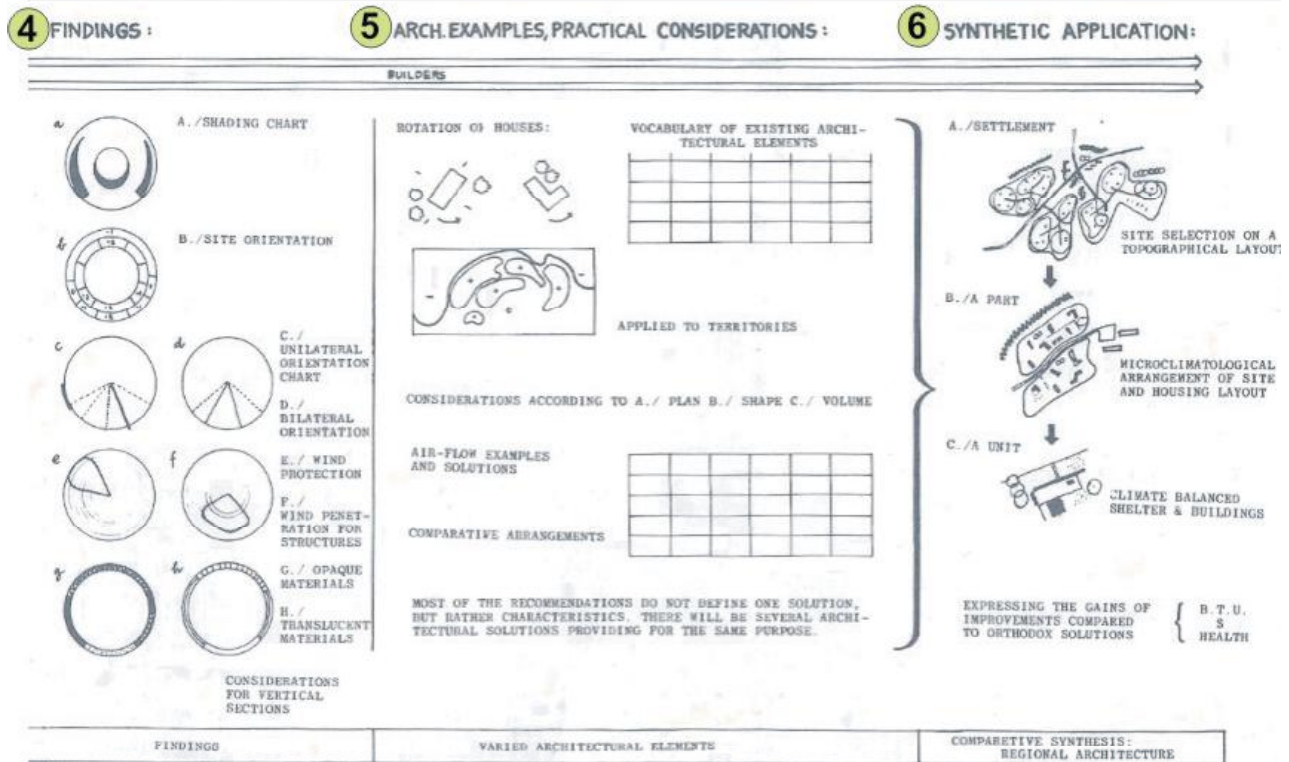 4 FINDINGS :
5 ARCH. EXAMPLES, PRACTICAL CONSIDERATIONS :
6 SYNTHETIC APPLICATION:
BUILDERS
a
A./SHADING CHART
b
B./SITE ORIENTATION
c
d
C./
UNILATERAL
ORIENTATION
CHART
D./
BILATERAL
ORIENTATION
e
f
E./ WIND
PROTECTION
F./
WIND PENET-
RATION FOR
STRUCTURES
g
h
G./ OPAQUE
MATERIALS
H./
TRANSLUCENT
MATERIALS
CONSIDERATIONS
FOR VERTICAL
SECTIONS
ROTATION OF HOUSES:
VOCABULARY OF EXISTING ARCHI-
TECTURAL ELEMENTS
APPLIED TO TERRITORIES
CONSIDERATIONS ACCORDING TO A./ PLAN B./ SHAPE C./ VOLUME
AIR-FLOW EXAMPLES
AND SOLUTIONS
COMPARATIVE ARRANGEMENTS
MOST OF THE RECOMMENDATIONS DO NOT DEFINE ONE SOLUTION,
BUT RATHER CHARACTERISTICS. THERE WILL BE SEVERAL ARCHI-
TECTURAL SOLUTIONS PROVIDING FOR THE SAME PURPOSE.
A./SETTLEMENT
SITE SELECTION ON A
TOPOGRAPHICAL LAYOUT
B./A PART
MICROCLIMATOLOGICAL
ARRANGEMENT OF SITE
AND HOUSING LAYOUT
C./A UNIT
CLIMATE BALANCED
SHELTER & BUILDINGS
EXPRESSING THE GAINS OF
IMPROVEMENTS COMPARED
TO ORTHODOX SOLUTIONS
B.T.U.
$
HEALTH
FINDINGS
VARIED ARCHITECTURAL ELEMENTS
COMPARETIVE SYNTHESIS:
REGIONAL ARCHITECTURE